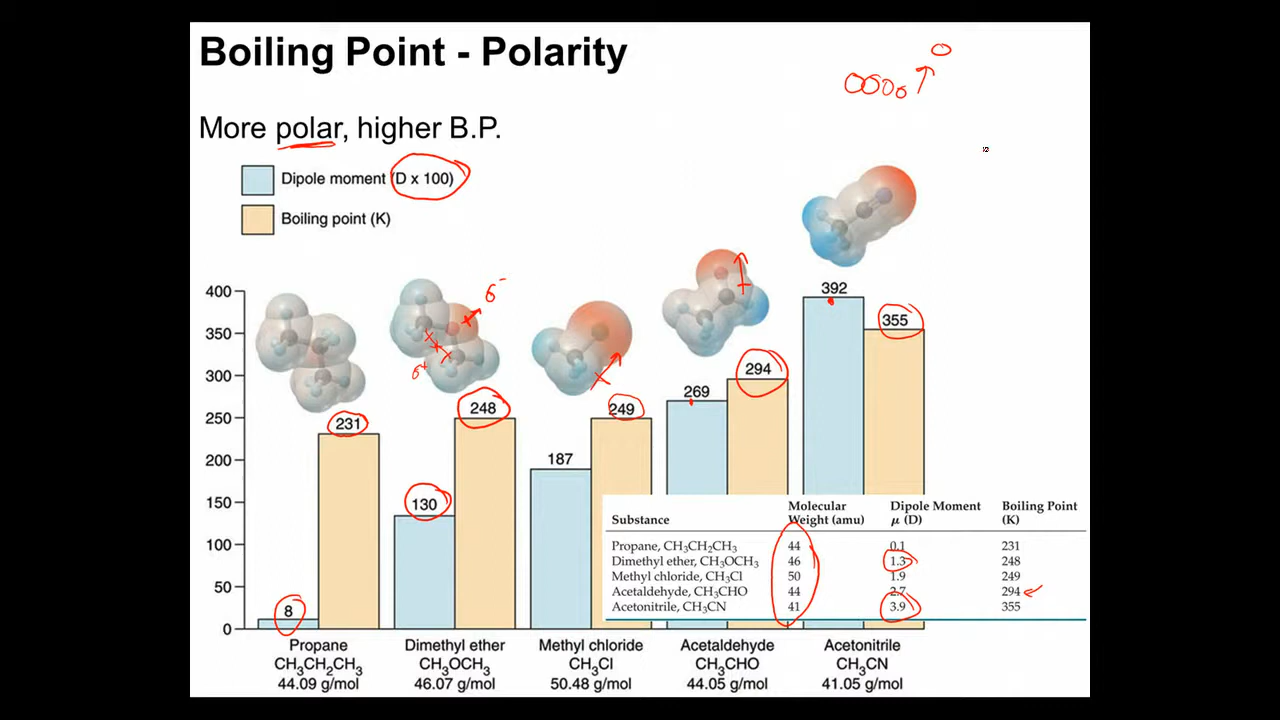 Boiling Point - Polarity
More polar, higher B.P.
Dipole moment (D x 100)
Boiling point (K)
δ-
δ+
400
350
300
250
200
150
100
50
0
8
231
130
248
187
249
269
294
392
355
Propane
CH₃CH₂CH₃
44.09 g/mol
Dimethyl ether
CH₃OCH₃
46.07 g/mol
Methyl chloride
CH₃Cl
50.48 g/mol
Acetaldehyde
CH₃CHO
44.05 g/mol
Acetonitrile
CH₃CN
41.05 g/mol
Substance Molecular Weight (amu) Dipole Moment μ (D) Boiling Point (K)
Propane, CH₃CH₂CH₃ 44 0.1 231
Dimethyl ether, CH₃OCH₃ 46 1.3 248
Methyl chloride, CH₃Cl 50 1.9 249
Acetaldehyde, CH₃CHO 44 2.7 294
Acetonitrile, CH₃CN 41 3.9 355